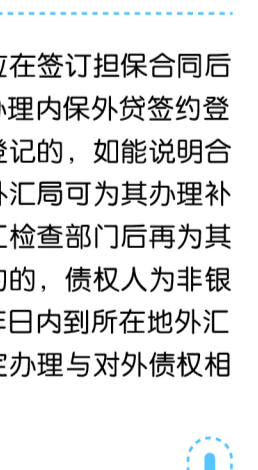 应在签订担保合同后
办理内保外贷签约登
登记的，如能说明合
外汇局可为其办理补
汇检查部门后再为其
的，债权人为非银
日内到所在地外汇
定办理与对外债权相